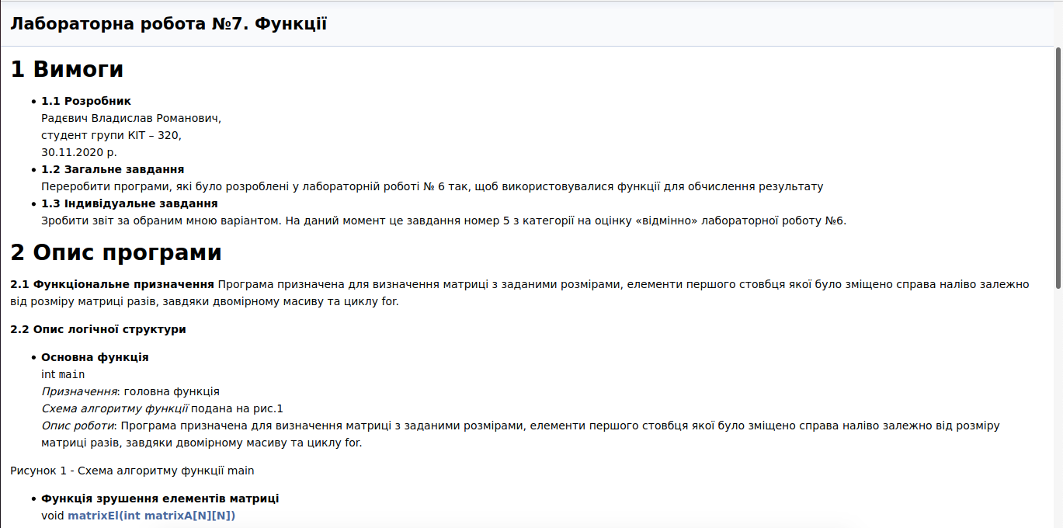 Лабораторна робота №7. Функції
1 Вимоги
• 1.1 Розробник
Радєвич Владислав Романович,
студент групи КІТ – 320,
30.11.2020 р.
• 1.2 Загальне завдання
Переробити програми, які було розроблені у лабораторній роботі № 6 так, щоб використовувалися функції для обчислення результату
• 1.3 Індивідуальне завдання
Зробити звіт за обраним мною варіантом. На даний момент це завдання номер 5 з категорії на оцінку «відмінно» лабораторної роботу №6.
2 Опис програми
2.1 Функціональне призначення Програма призначена для визначення матриці з заданими розмірами, елементи першого стовбця якої було зміщено справа наліво залежно
від розміру матриці разів, завдяки двомірному масиву та циклу for.
2.2 Опис логічної структури
• Основна функція
int main
Призначення: головна функція
Схема алгоритму функції подана на рис.1
Опис роботи: Програма призначена для визначення матриці з заданими розмірами, елементи першого стовбця якої було зміщено справа наліво залежно від розміру
матриці разів, завдяки двомірному масиву та циклу for.
Рисунок 1 - Схема алгоритму функції main
• Функція зрушення елементів матриці
void matrixEl(int matrixA[N][N])